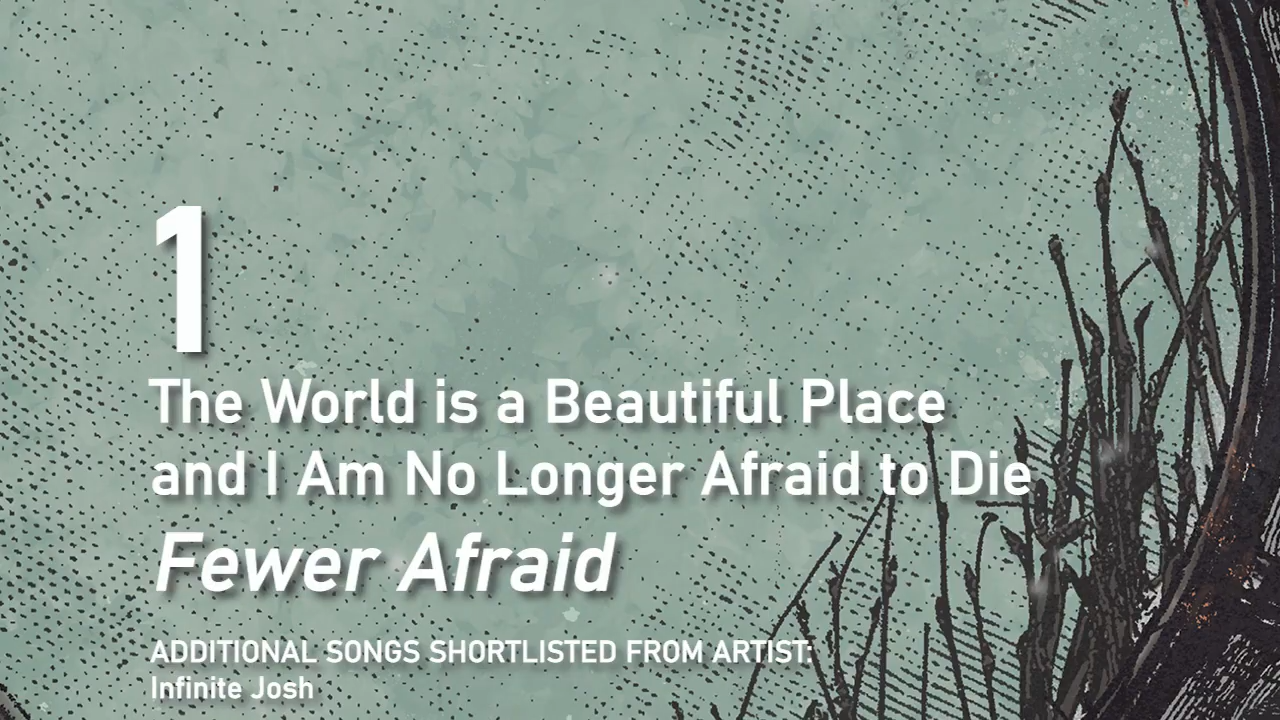 1
The World is a Beautiful Place
and I Am No Longer Afraid to Die
Fewer Afraid
ADDITIONAL SONGS SHORTLISTED FROM ARTIST:
Infinite Josh